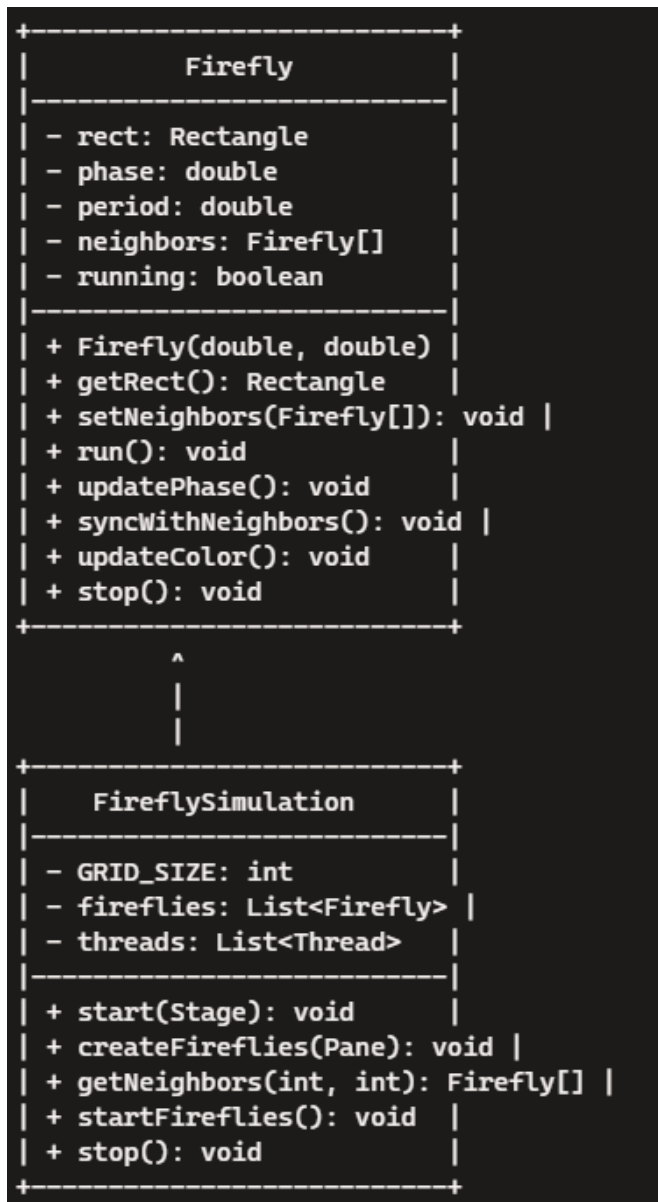 +---------------------------+
|          Firefly          |
|---------------------------|
| - rect: Rectangle         |
| - phase: double           |
| - period: double          |
| - neighbors: Firefly[]    |
| - running: boolean        |
|---------------------------|
| + Firefly(double, double) |
| + getRect(): Rectangle    |
| + setNeighbors(Firefly[]): void |
| + run(): void             |
| + updatePhase(): void     |
| + syncWithNeighbors(): void |
| + updateColor(): void     |
| + stop(): void            |
+---------------------------+
          ^
          |
          |
+---------------------------+
|    FireflySimulation      |
|---------------------------|
| - GRID_SIZE: int          |
| - fireflies: List<Firefly> |
| - threads: List<Thread>   |
|---------------------------|
| + start(Stage): void      |
| + createFireflies(Pane): void |
| + getNeighbors(int, int): Firefly[] |
| + startFireflies(): void  |
| + stop(): void            |
+---------------------------+